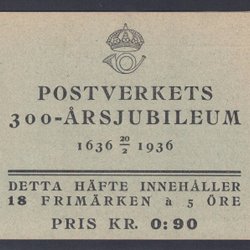 POSTVERKETS
300-ÅRSJUBILEUM
1636 20/2 1936
DETTA HÄFTE INNEHÅLLER
18 FRIMÄRKEN à 5 ÖRE
PRIS KR. 0:90